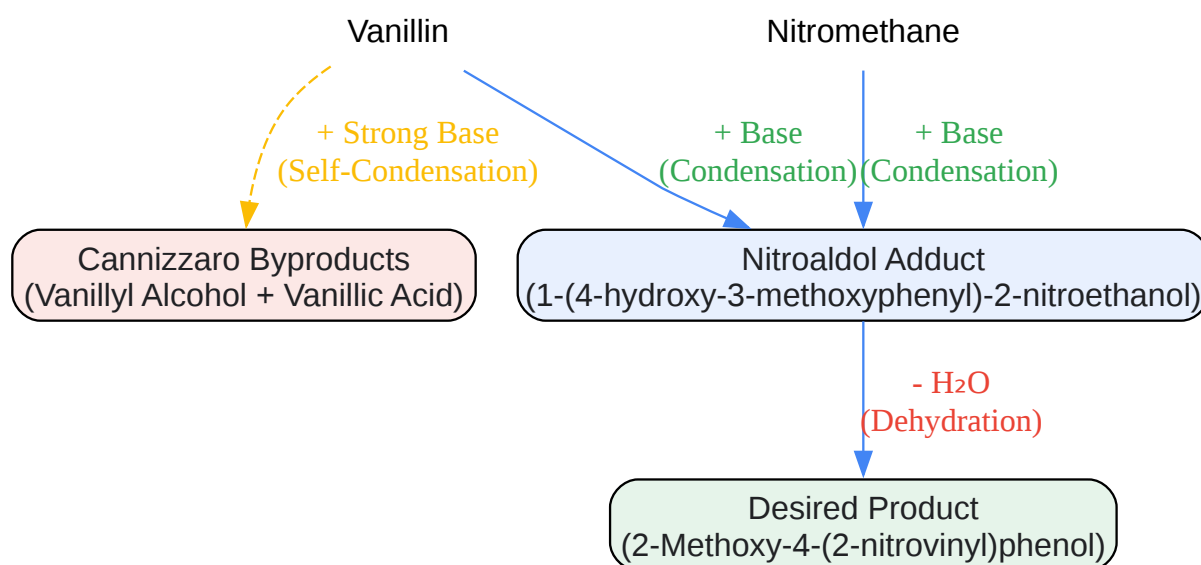 Vanillin
Nitromethane
+ Strong Base
(Self-Condensation)
+ Base
(Condensation)
+ Base
(Condensation)
Cannizzaro Byproducts
(Vanillyl Alcohol + Vanillic Acid)
Nitroaldol Adduct
(1-(4-hydroxy-3-methoxyphenyl)-2-nitroethanol)
- H₂O
(Dehydration)
Desired Product
(2-Methoxy-4-(2-nitrovinyl)phenol)